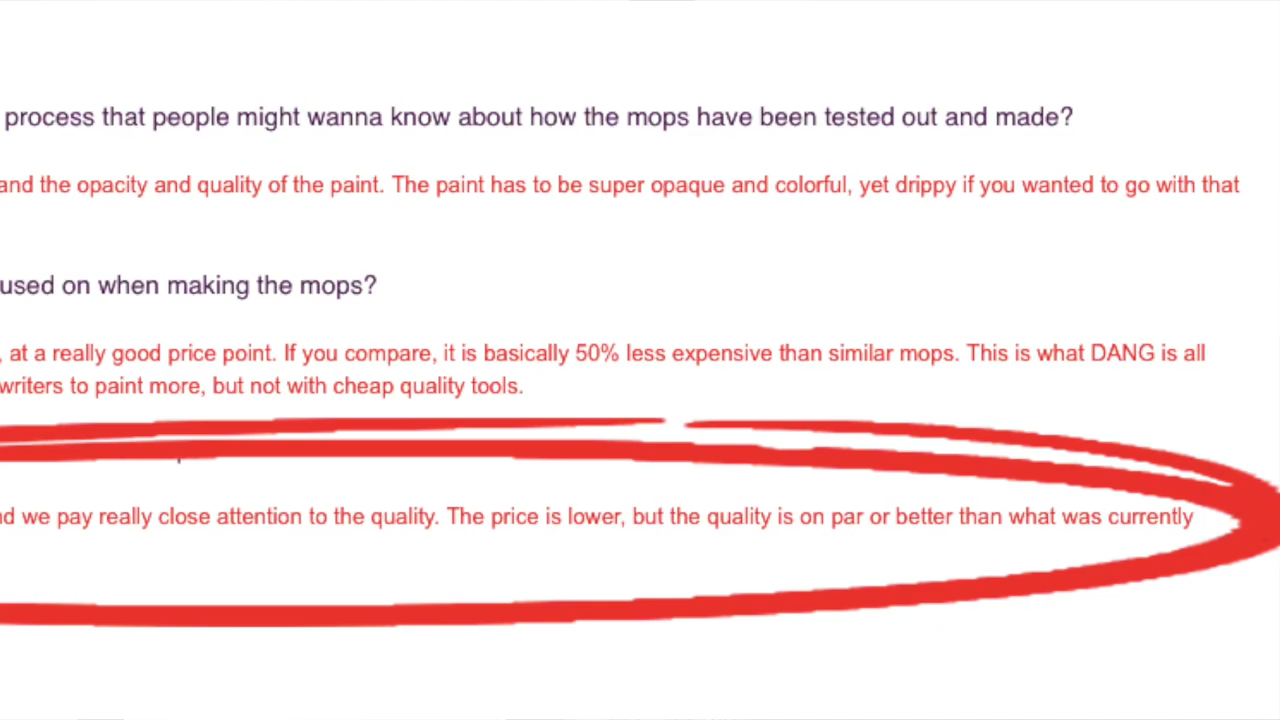 process that people might wanna know about how the mops have been tested out and made?
and the opacity and quality of the paint. The paint has to be super opaque and colorful, yet drippy if you wanted to go with that
used on when making the mops?
, at a really good price point. If you compare, it is basically 50% less expensive than similar mops. This is what DANG is all
writers to paint more, but not with cheap quality tools.
we pay really close attention to the quality. The price is lower, but the quality is on par or better than what was currently